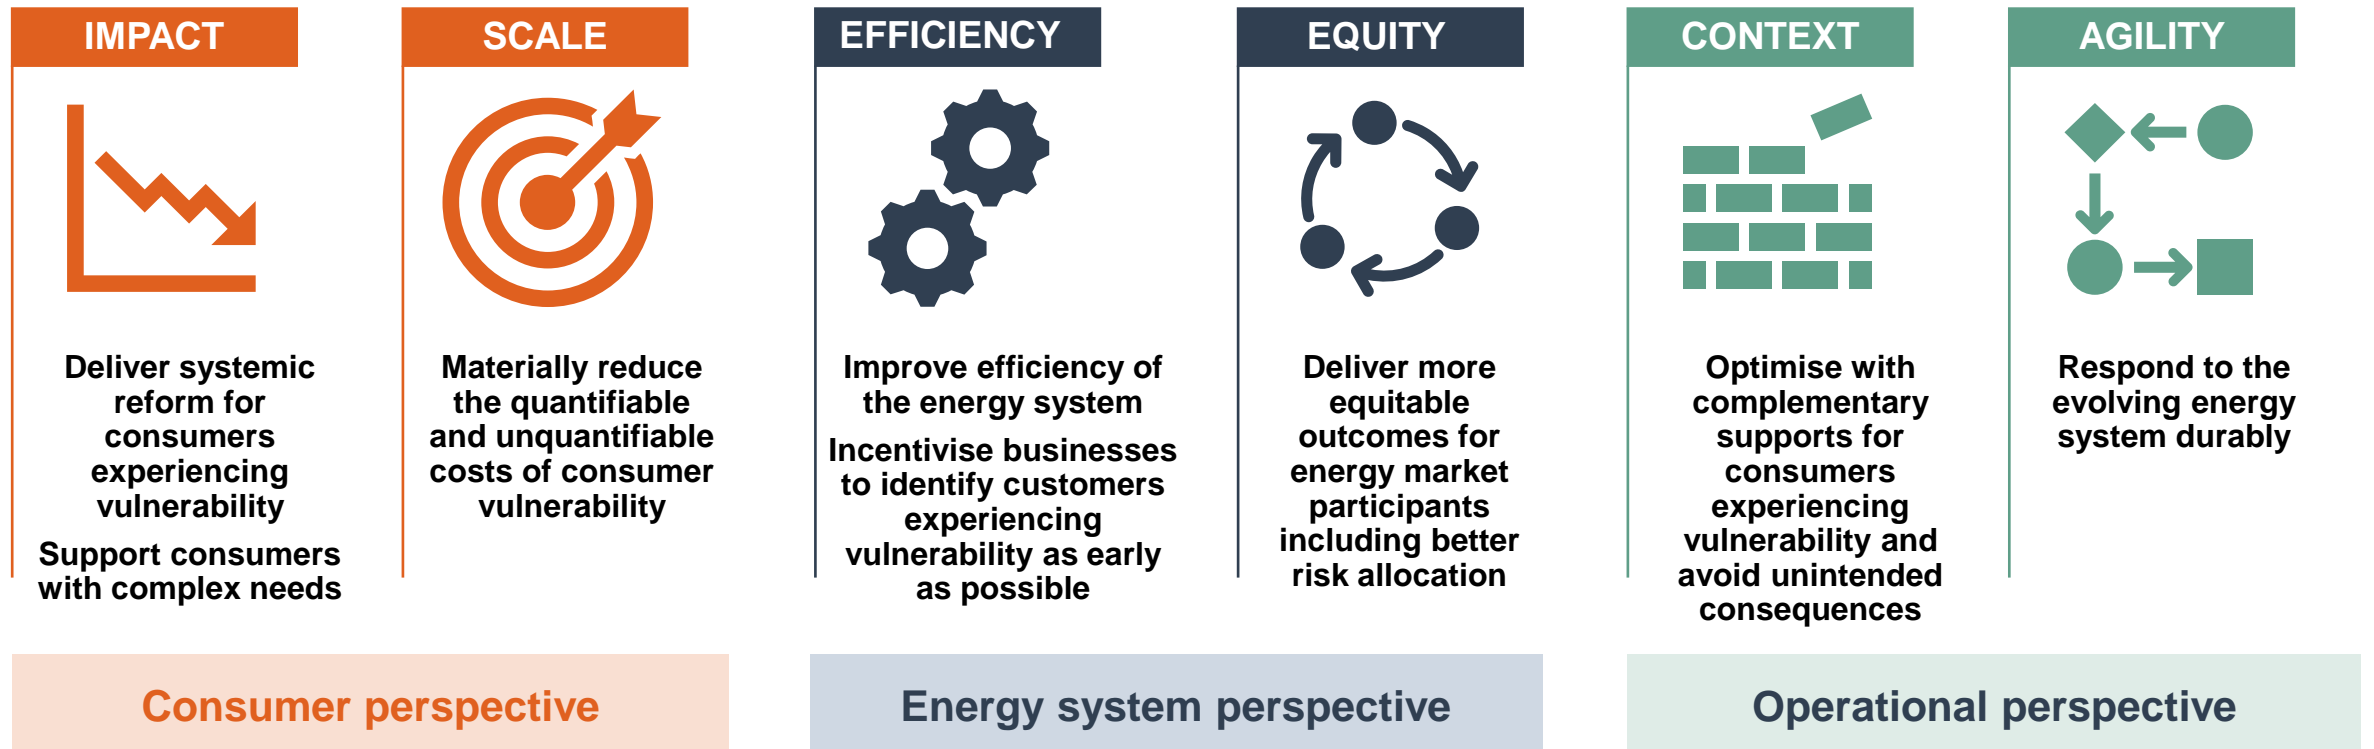 IMPACT
Deliver systemic
reform for
consumers
experiencing
vulnerability
Support consumers
with complex needs
SCALE
Materially reduce
the quantifiable
and unquantifiable
costs of consumer
vulnerability
Consumer perspective
EFFICIENCY
Improve efficiency of
the energy system
Incentivise businesses
to identify customers
experiencing
vulnerability as early
as possible
EQUITY
Deliver more
equitable
outcomes for
energy market
participants
including better
risk allocation
Energy system perspective
CONTEXT
Optimise with
complementary
supports for
consumers
experiencing
vulnerability and
avoid unintended
consequences
AGILITY
Respond to the
evolving energy
system durably
Operational perspective